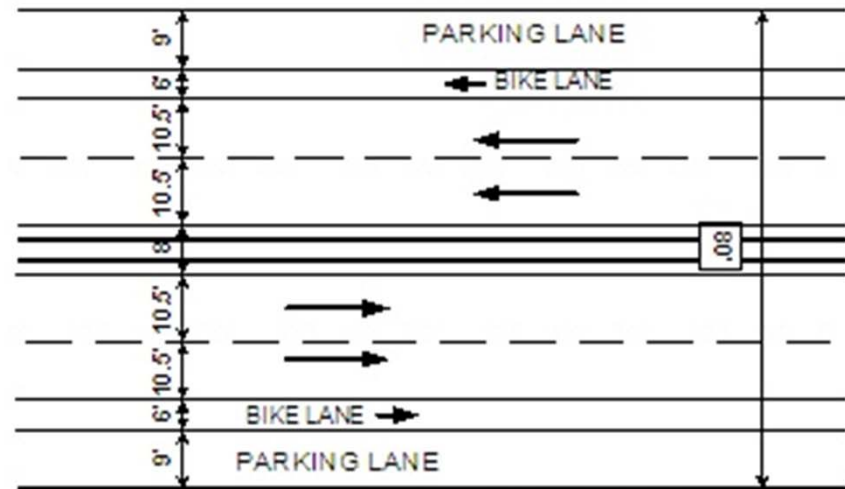 9'
PARKING LANE
6'
BIKE LANE
10.5'
10.5'
8'
80'
10.5'
10.5'
6'
BIKE LANE
9'
PARKING LANE